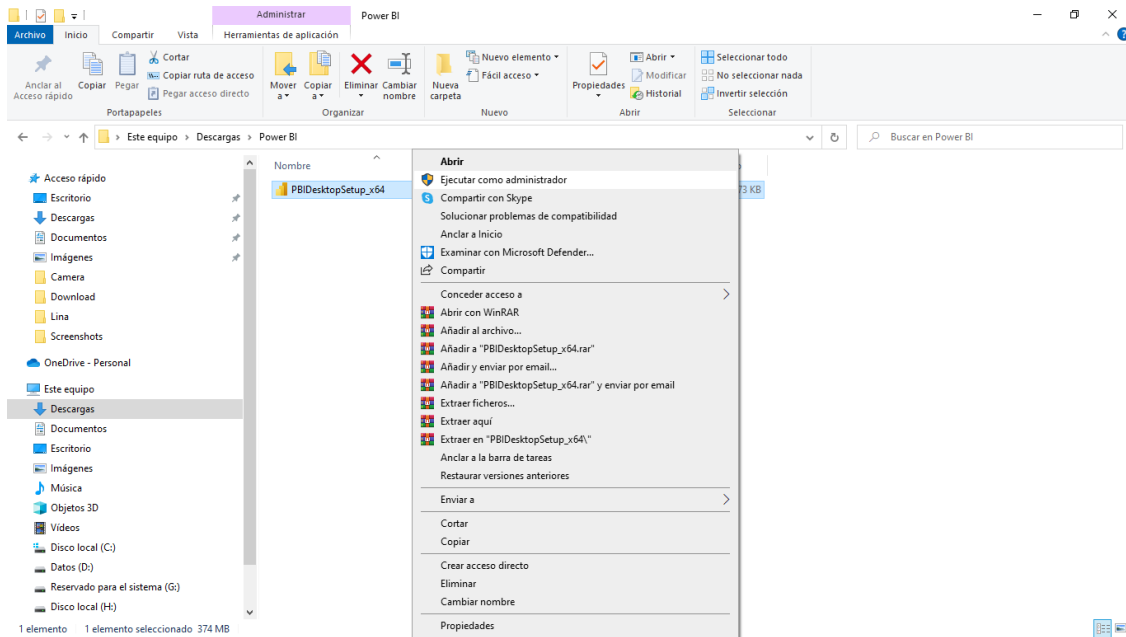 Administrar
Power BI
Archivo
Inicio
Compartir
Vista
Herramientas de aplicación
Anclar al
Acceso rápido
Copiar
Pegar
Cortar
Copiar ruta de acceso
Pegar acceso directo
Portapapeles
Mover
a
Copiar
a
Eliminar
Cambiar
nombre
Organizar
Nueva
carpeta
Nuevo elemento
Fácil acceso
Nuevo
Propiedades
Abrir
Modificar
Historial
Abrir
Seleccionar todo
No seleccionar nada
Invertir selección
Seleccionar
Este equipo > Descargas > Power BI
Buscar en Power BI
Acceso rápido
Escritorio
Descargas
Documentos
Imágenes
Camera
Download
Lina
Screenshots
OneDrive - Personal
Este equipo
Descargas
Documentos
Escritorio
Imágenes
Música
Objetos 3D
Vídeos
Disco local (C:)
Datos (D:)
Reservado para el sistema (G:)
Disco local (H:)
Nombre
PBIDesktopSetup_x64
73 KB
Abrir
Ejecutar como administrador
Compartir con Skype
Solucionar problemas de compatibilidad
Anclar a Inicio
Examinar con Microsoft Defender...
Compartir
Conceder acceso a
Abrir con WinRAR
Añadir al archivo...
Añadir a "PBIDesktopSetup_x64.rar"
Añadir y enviar por email...
Añadir a "PBIDesktopSetup_x64.rar" y enviar por email
Extraer ficheros...
Extraer aquí
Extraer en "PBIDesktopSetup_x64\"
Anclar a la barra de tareas
Restaurar versiones anteriores
Enviar a
Cortar
Copiar
Crear acceso directo
Eliminar
Cambiar nombre
Propiedades
1 elemento
1 elemento seleccionado 374 MB